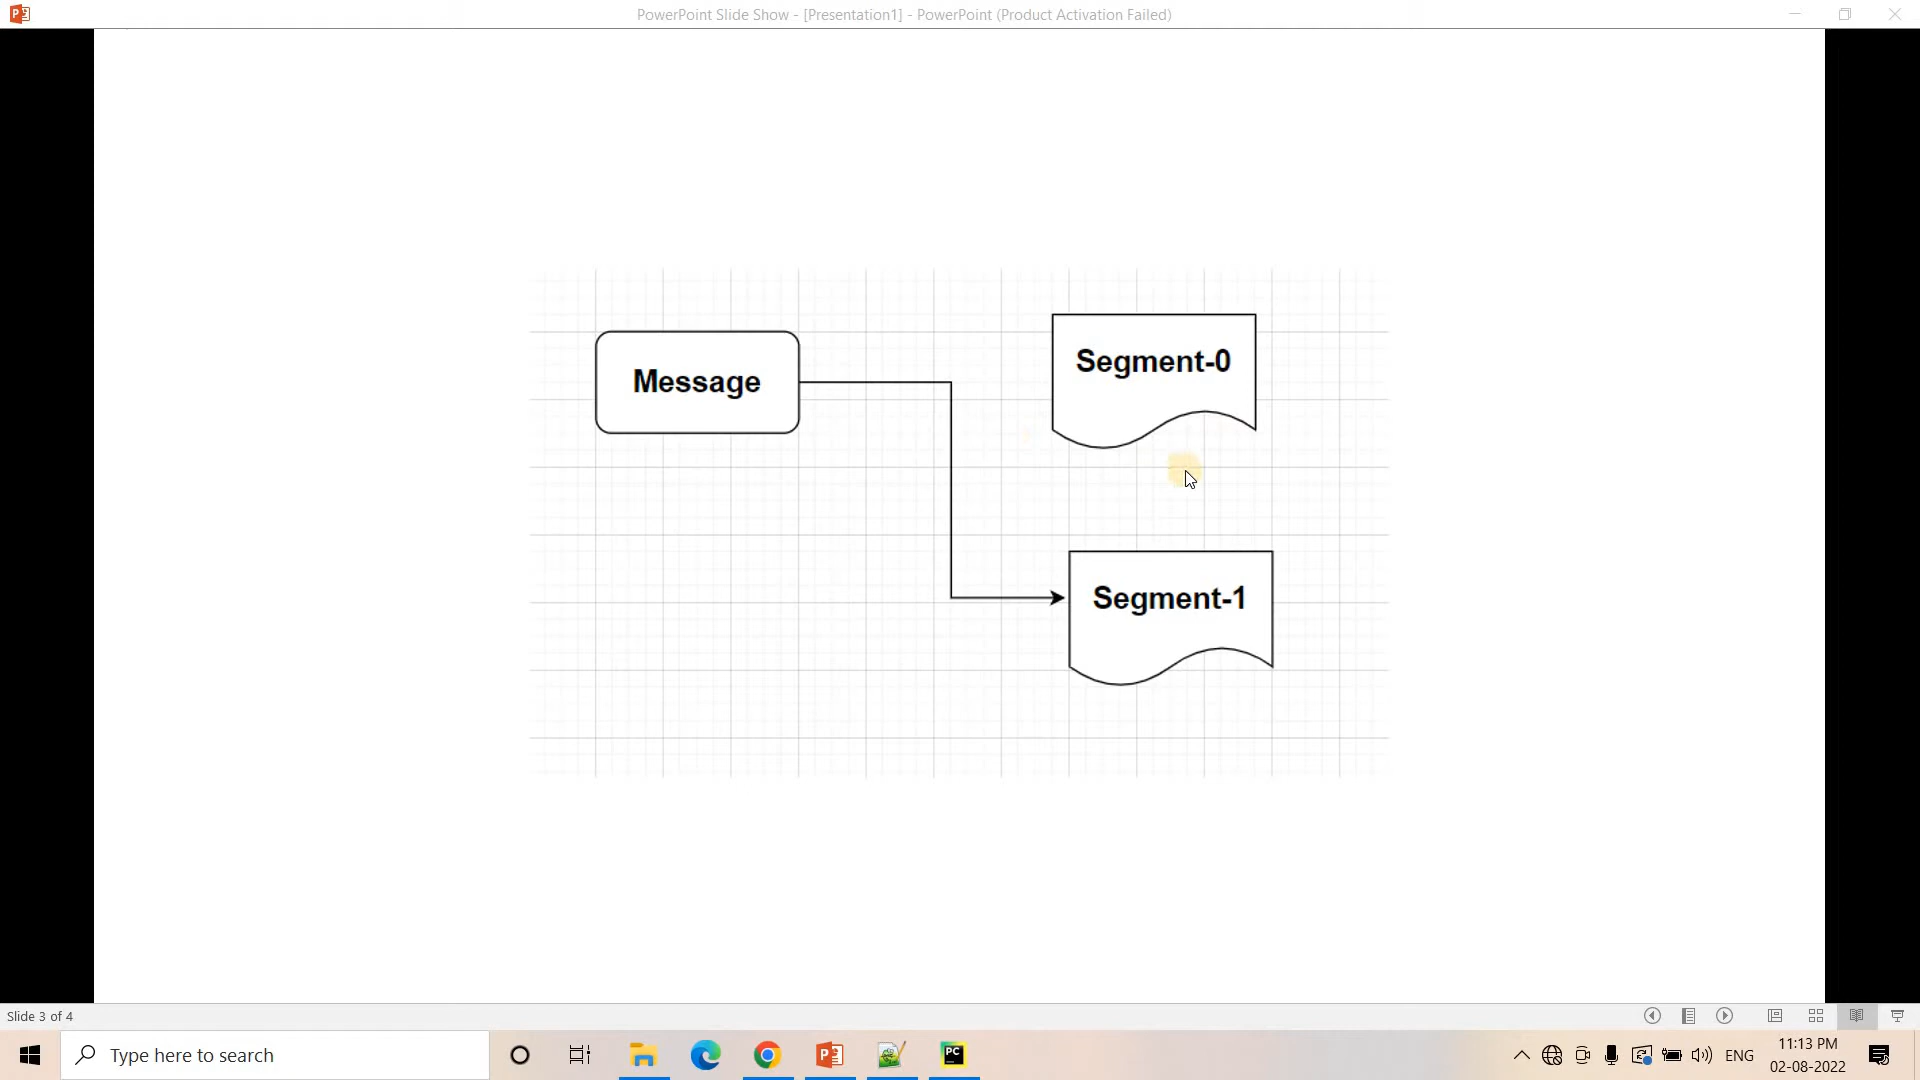 PowerPoint Slide Show - [Presentation1] - PowerPoint (Product Activation Failed)
Message
Segment-0
Segment-1
Slide 3 of 4
Type here to search
PC
ENG
11:13 PM
02-08-2022